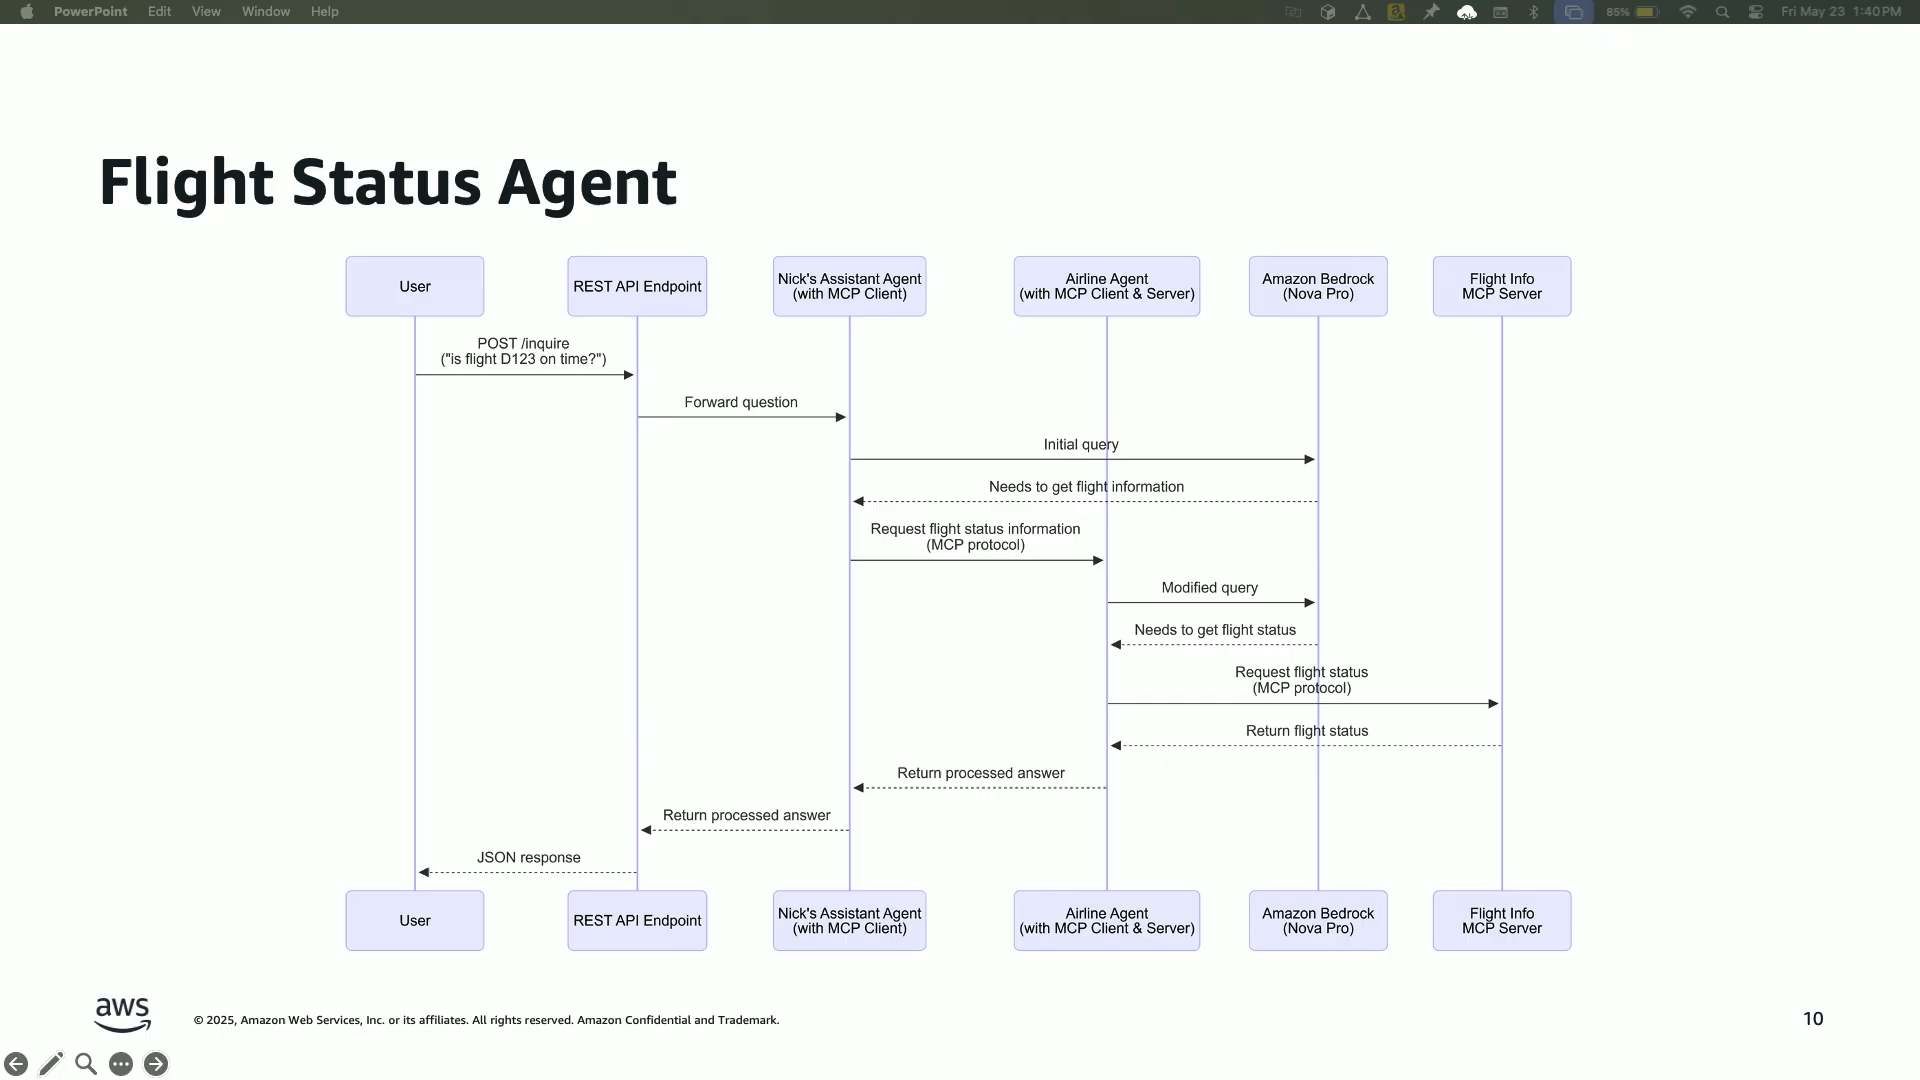 PowerPoint Edit View Window Help
85% Fri May 23 1:40 PM
Flight Status Agent
User
REST API Endpoint
Nick's Assistant Agent
(with MCP Client)
Airline Agent
(with MCP Client & Server)
Amazon Bedrock
(Nova Pro)
Flight Info
MCP Server
POST /inquire
("is flight D123 on time?")
Forward question
Initial query
Needs to get flight information
Request flight status information
(MCP protocol)
Modified query
Needs to get flight status
Request flight status
(MCP protocol)
Return flight status
Return processed answer
Return processed answer
JSON response
User
REST API Endpoint
Nick's Assistant Agent
(with MCP Client)
Airline Agent
(with MCP Client & Server)
Amazon Bedrock
(Nova Pro)
Flight Info
MCP Server
aws
© 2025, Amazon Web Services, Inc. or its affiliates. All rights reserved. Amazon Confidential and Trademark.
10